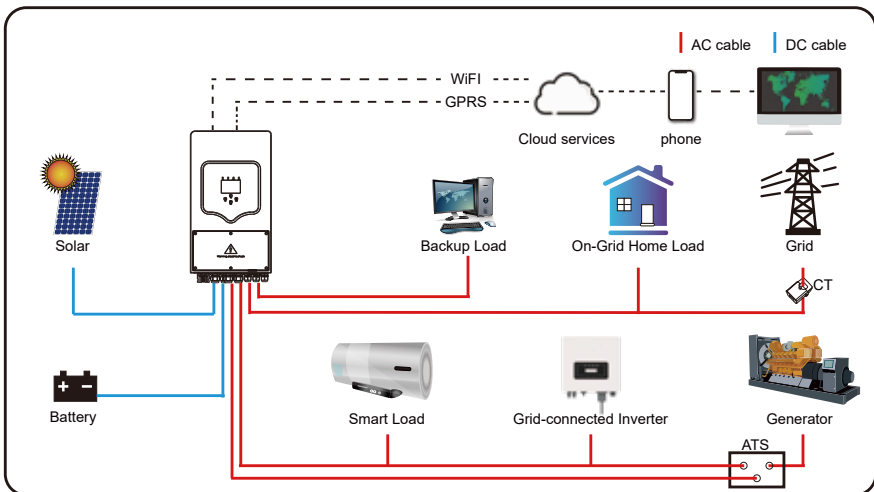 AC cable
DC cable
WiFI
GPRS
Cloud services
phone
Solar
Backup Load
On-Grid Home Load
Grid
CT
Battery
Smart Load
Grid-connected Inverter
Generator
ATS